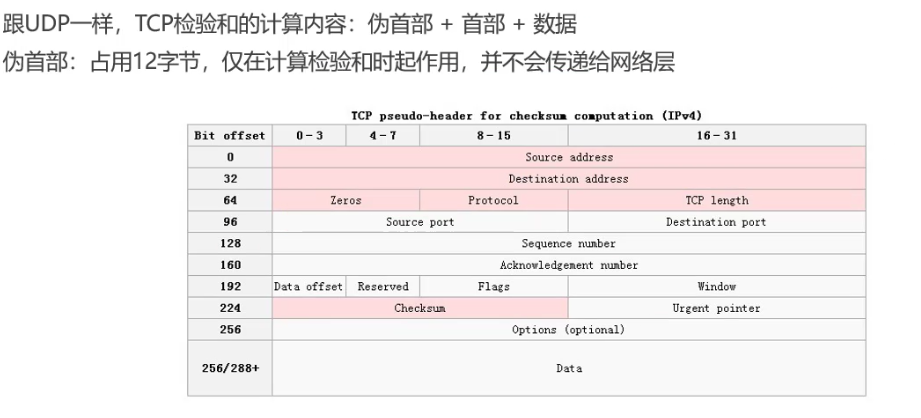 跟UDP一样，TCP检验和的计算内容：伪首部 + 首部 + 数据
伪首部：占用12字节，仅在计算检验和时起作用，并不会传递给网络层
TCP pseudo-header for checksum computation (IPv4)
Bit offset 0-3 4-7 8-15 16-31
0 Source address
32 Destination address
64 Zeros Protocol TCP length
96 Source port Destination port
128 Sequence number
160 Acknowledgement number
192 Data offset Reserved Flags Window
224 Checksum Urgent pointer
256 Options (optional)
256/288+ Data